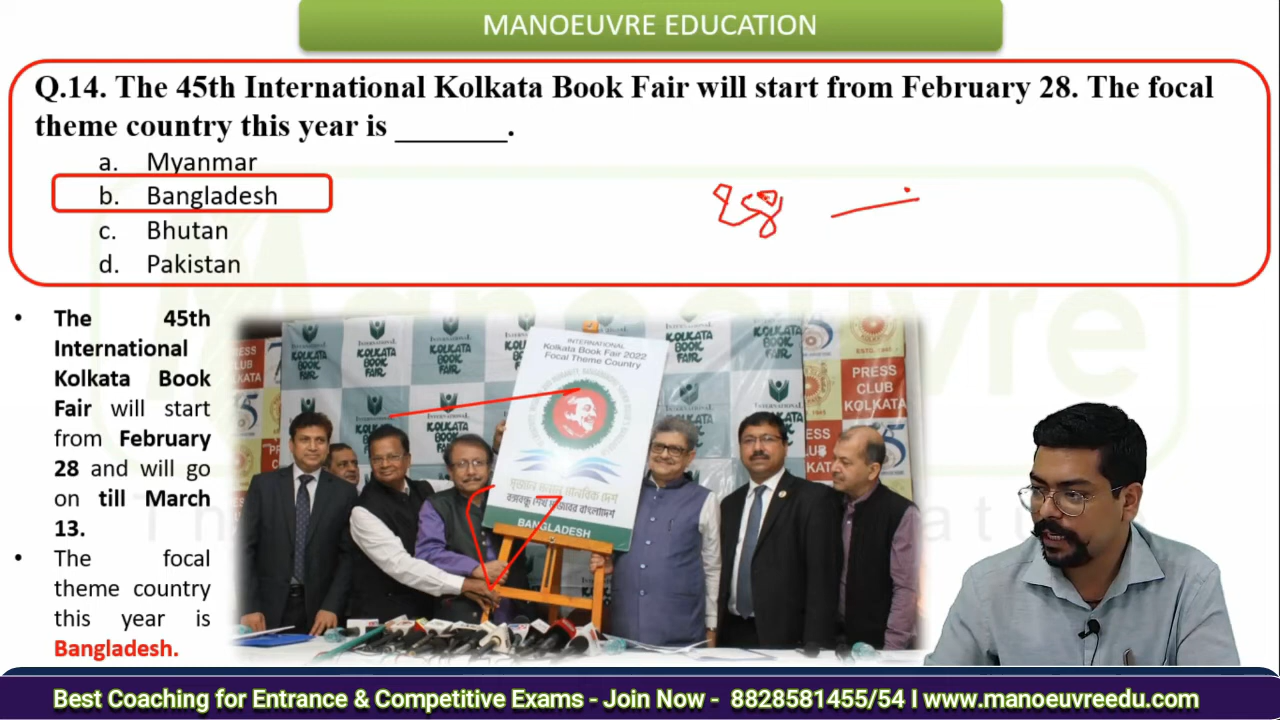 MANOEUVRE EDUCATION
Q.14. The 45th International Kolkata Book Fair will start from February 28. The focal
theme country this year is _______.
a. Myanmar
b. Bangladesh
c. Bhutan
d. Pakistan
28 —
• The 45th
International
Kolkata Book
Fair will start
from February
28 and will go
on till March
13.
• The focal
theme country
this year is
Bangladesh.
INTERNATIONAL
Kolkata Book Fair 2022
Focal Theme Country
BANGLADESH
INTERNATIONAL
KOLKATA
BOOK
FAIR
PRESS
CLUB
KOLKATA
Manoeuvre
Best Coaching for Entrance & Competitive Exams - Join Now - 8828581455/54 I www.manoeuvreedu.com